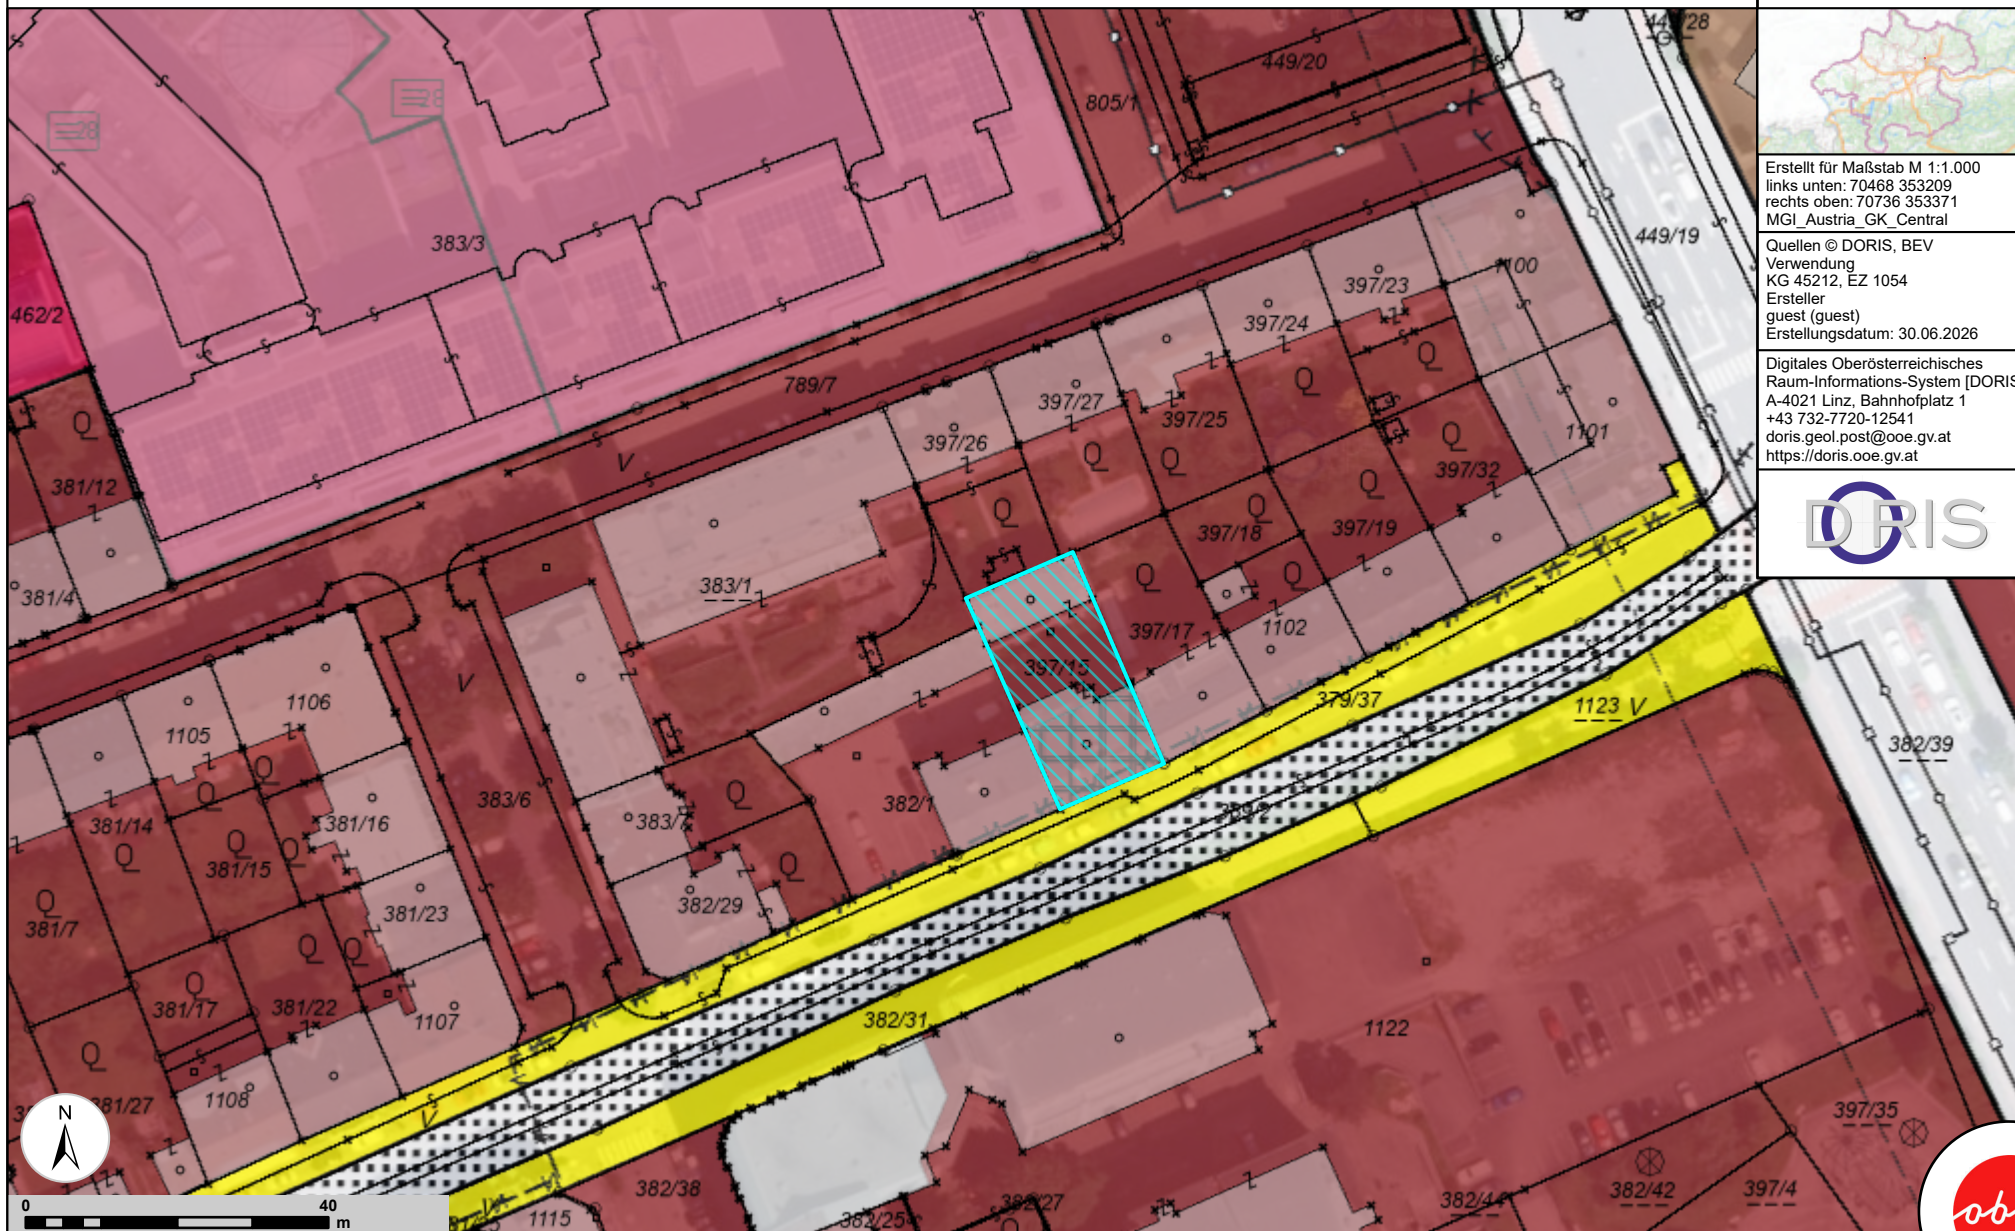 449/28
449/20
805/1
Erstellt für Maßstab M 1:1.000
links unten: 70468 353209
rechts oben: 70736 353371
MGI_Austria_GK_Central
449/19
383/3
Quellen © DORIS, BEV
Verwendung
KG 45212, EZ 1054
Ersteller
guest (guest)
Erstellungsdatum: 30.06.2026
1100
397/23
462/2
397/24
Digitales Oberösterreichisches
Raum-Informations-System [DORIS
A-4021 Linz, Bahnhofplatz 1
+43 732-7720-12541
doris.geol.post@ooe.gv.at
https://doris.ooe.gv.at
789/7
397/27
397/25
397/26
1101
397/32
381/12
DORIS
397/18
397/19
383/1
381/4
1102
397/17
397/15
1106
379/37
1123
V
1105
382/39
383/6
382/1
381/14
381/16
383/7
381/15
382/29
381/23
381/7
381/17
381/22
1107
382/31
1122
1108
381/27
397/35
N
382/38
382/27
382/44
382/42
397/4
1115
382/25
0 40
m
ob